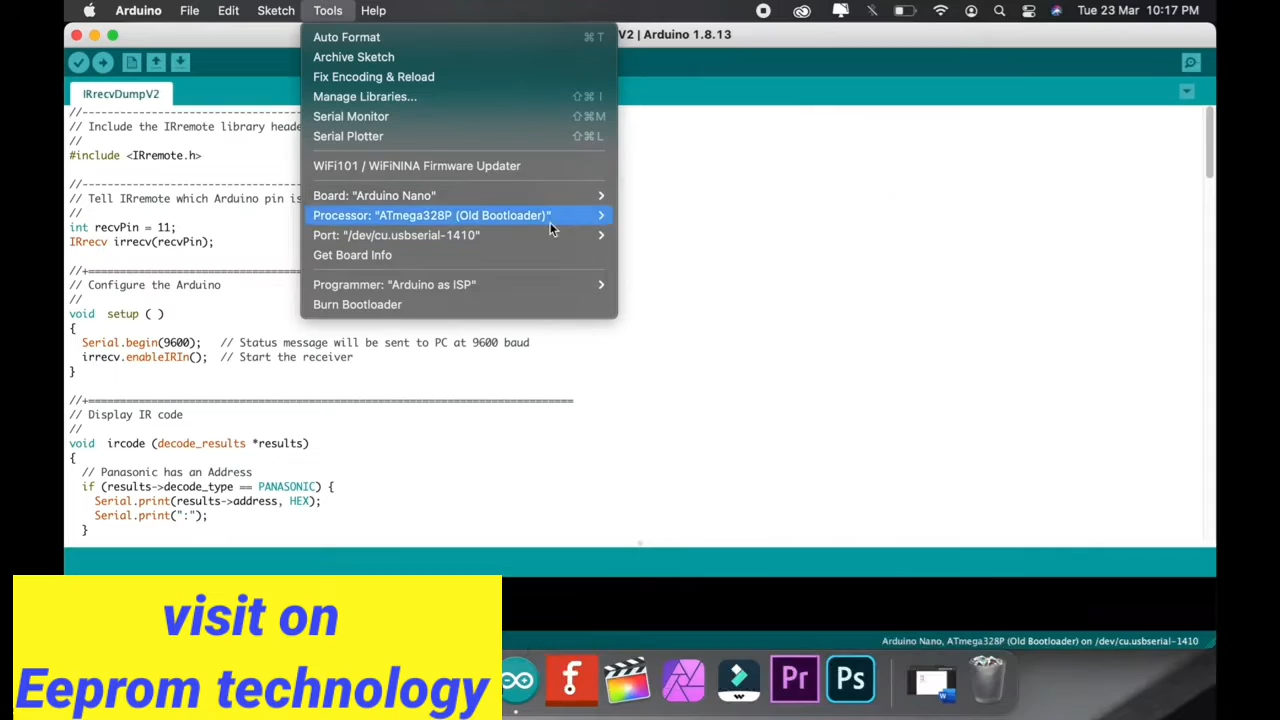 Arduino File Edit Sketch Tools Help Tue 23 Mar 10:17 PM
V2 | Arduino 1.8.13
Auto Format ⌘ T
Archive Sketch
Fix Encoding & Reload
Manage Libraries... ⇧⌘ I
Serial Monitor ⇧⌘M
Serial Plotter ⇧⌘L
WiFi101 / WiFiNINA Firmware Updater
Board: "Arduino Nano"
Processor: "ATmega328P (Old Bootloader)"
Port: "/dev/cu.usbserial-1410"
Get Board Info
Programmer: "Arduino as ISP"
Burn Bootloader
IRrecvDumpV2
//------------------------------------
// Include the IRremote library heade
//
#include <IRremote.h>
//------------------------------------
// Tell IRremote which Arduino pin is
//
int recvPin = 11;
IRrecv irrecv(recvPin);
//+===================================
// Configure the Arduino
//
void setup ( )
{
Serial.begin(9600); // Status message will be sent to PC at 9600 baud
irrecv.enableIRIn(); // Start the receiver
}
//+=============================================================================
// Display IR code
//
void ircode (decode_results *results)
{
// Panasonic has an Address
if (results->decode_type == PANASONIC) {
Serial.print(results->address, HEX);
Serial.print(":");
}
Arduino Nano, ATmega328P (Old Bootloader) on /dev/cu.usbserial-1410
visit on
Eeprom technology
Pr Ps